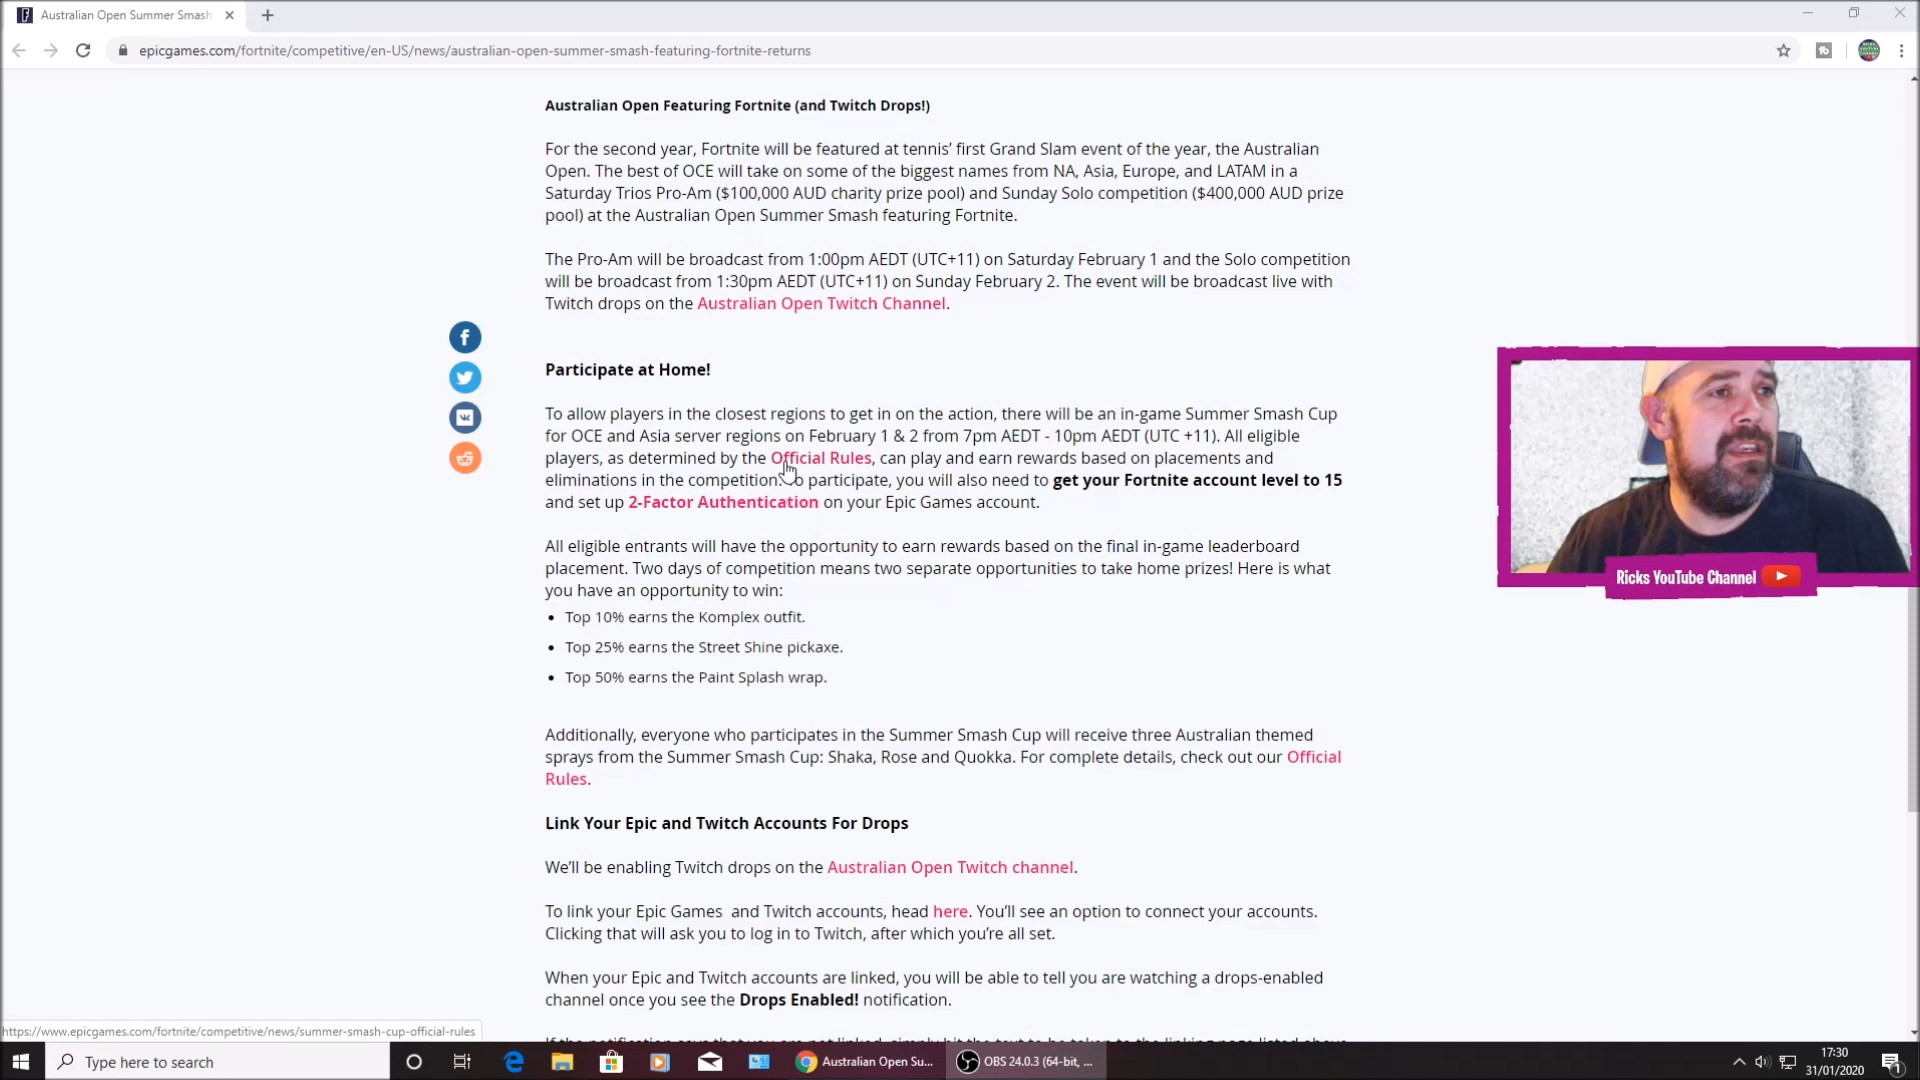 Australian Open Summer Smash
epicgames.com/fortnite/competitive/en-US/news/australian-open-summer-smash-featuring-fortnite-returns
Australian Open Featuring Fortnite (and Twitch Drops!)
For the second year, Fortnite will be featured at tennis’ first Grand Slam event of the year, the Australian
Open. The best of OCE will take on some of the biggest names from NA, Asia, Europe, and LATAM in a
Saturday Trios Pro-Am ($100,000 AUD charity prize pool) and Sunday Solo competition ($400,000 AUD prize
pool) at the Australian Open Summer Smash featuring Fortnite.
The Pro-Am will be broadcast from 1:00pm AEDT (UTC+11) on Saturday February 1 and the Solo competition
will be broadcast from 1:30pm AEDT (UTC+11) on Sunday February 2. The event will be broadcast live with
Twitch drops on the Australian Open Twitch Channel.
Participate at Home!
To allow players in the closest regions to get in on the action, there will be an in-game Summer Smash Cup
for OCE and Asia server regions on February 1 & 2 from 7pm AEDT - 10pm AEDT (UTC +11). All eligible
players, as determined by the Official Rules, can play and earn rewards based on placements and
eliminations in the competition. participate, you will also need to get your Fortnite account level to 15
and set up 2-Factor Authentication on your Epic Games account.
All eligible entrants will have the opportunity to earn rewards based on the final in-game leaderboard
placement. Two days of competition means two separate opportunities to take home prizes! Here is what
you have an opportunity to win:
• Top 10% earns the Komplex outfit.
• Top 25% earns the Street Shine pickaxe.
• Top 50% earns the Paint Splash wrap.
Additionally, everyone who participates in the Summer Smash Cup will receive three Australian themed
sprays from the Summer Smash Cup: Shaka, Rose and Quokka. For complete details, check out our Official
Rules.
Link Your Epic and Twitch Accounts For Drops
We’ll be enabling Twitch drops on the Australian Open Twitch channel.
To link your Epic Games and Twitch accounts, head here. You’ll see an option to connect your accounts.
Clicking that will ask you to log in to Twitch, after which you’re all set.
When your Epic and Twitch accounts are linked, you will be able to tell you are watching a drops-enabled
channel once you see the Drops Enabled! notification.
Ricks YouTube Channel
https://www.epicgames.com/fortnite/competitive/news/summer-smash-cup-official-rules
Type here to search
Australian Open Su...
OBS 24.0.3 (64-bit, ...
17:30
31/01/2020